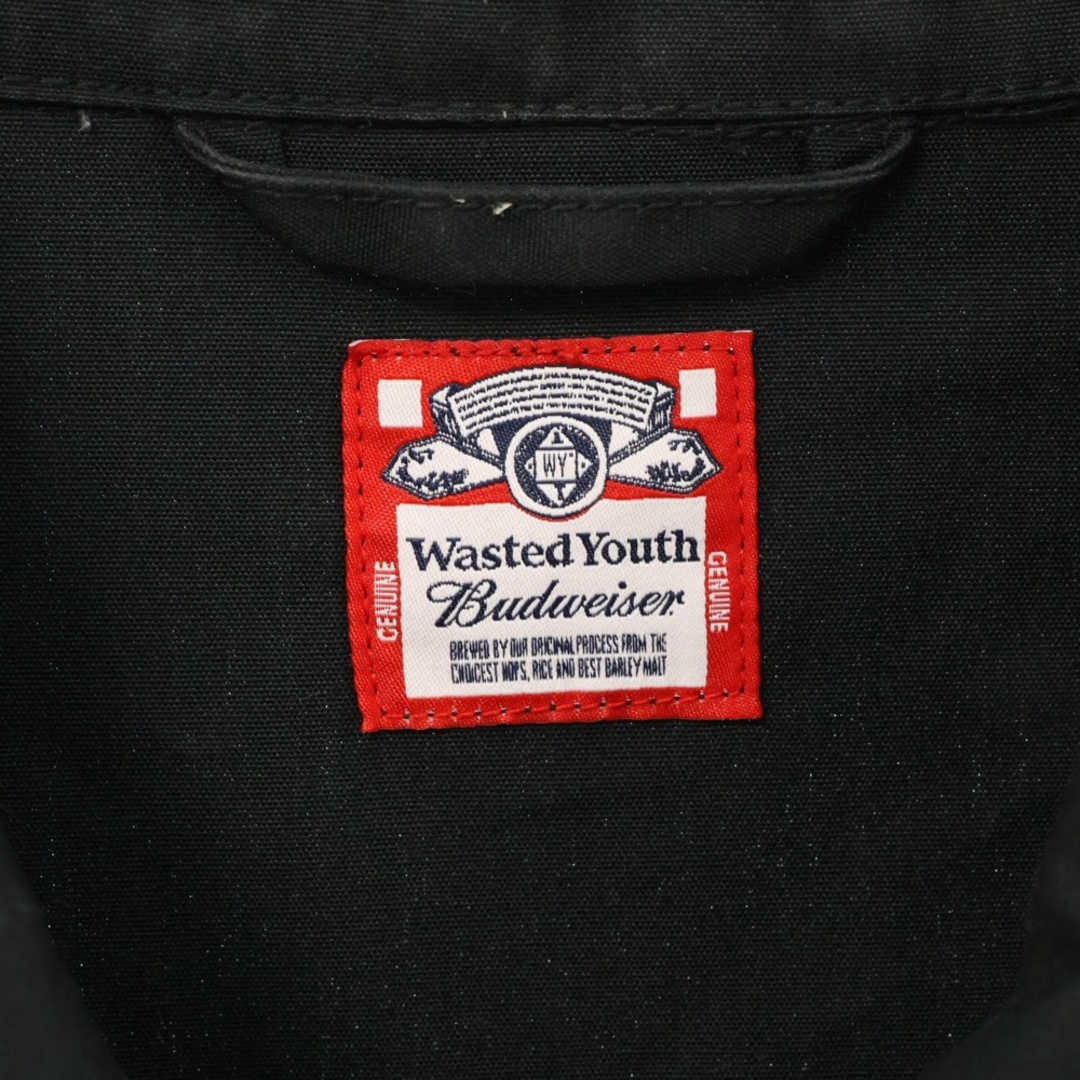 WY
Wasted Youth
Budweiser
GENUINE
GENUINE
BREWED BY OUR ORIGINAL PROCESS FROM THE
CHOICEST HOPS, RICE AND BEST BARLEY MALT